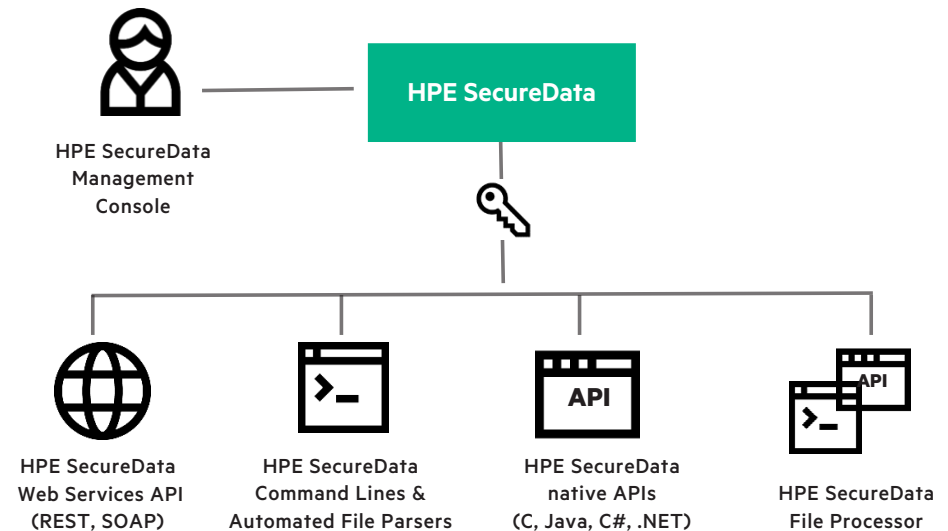 HPE SecureData
HPE SecureData
Management
Console
HPE SecureData
Web Services API
(REST, SOAP)
>_
HPE SecureData
Command Lines &
Automated File Parsers
API
HPE SecureData
native APIs
(C, Java, C#, .NET)
API
>_
HPE SecureData
File Processor